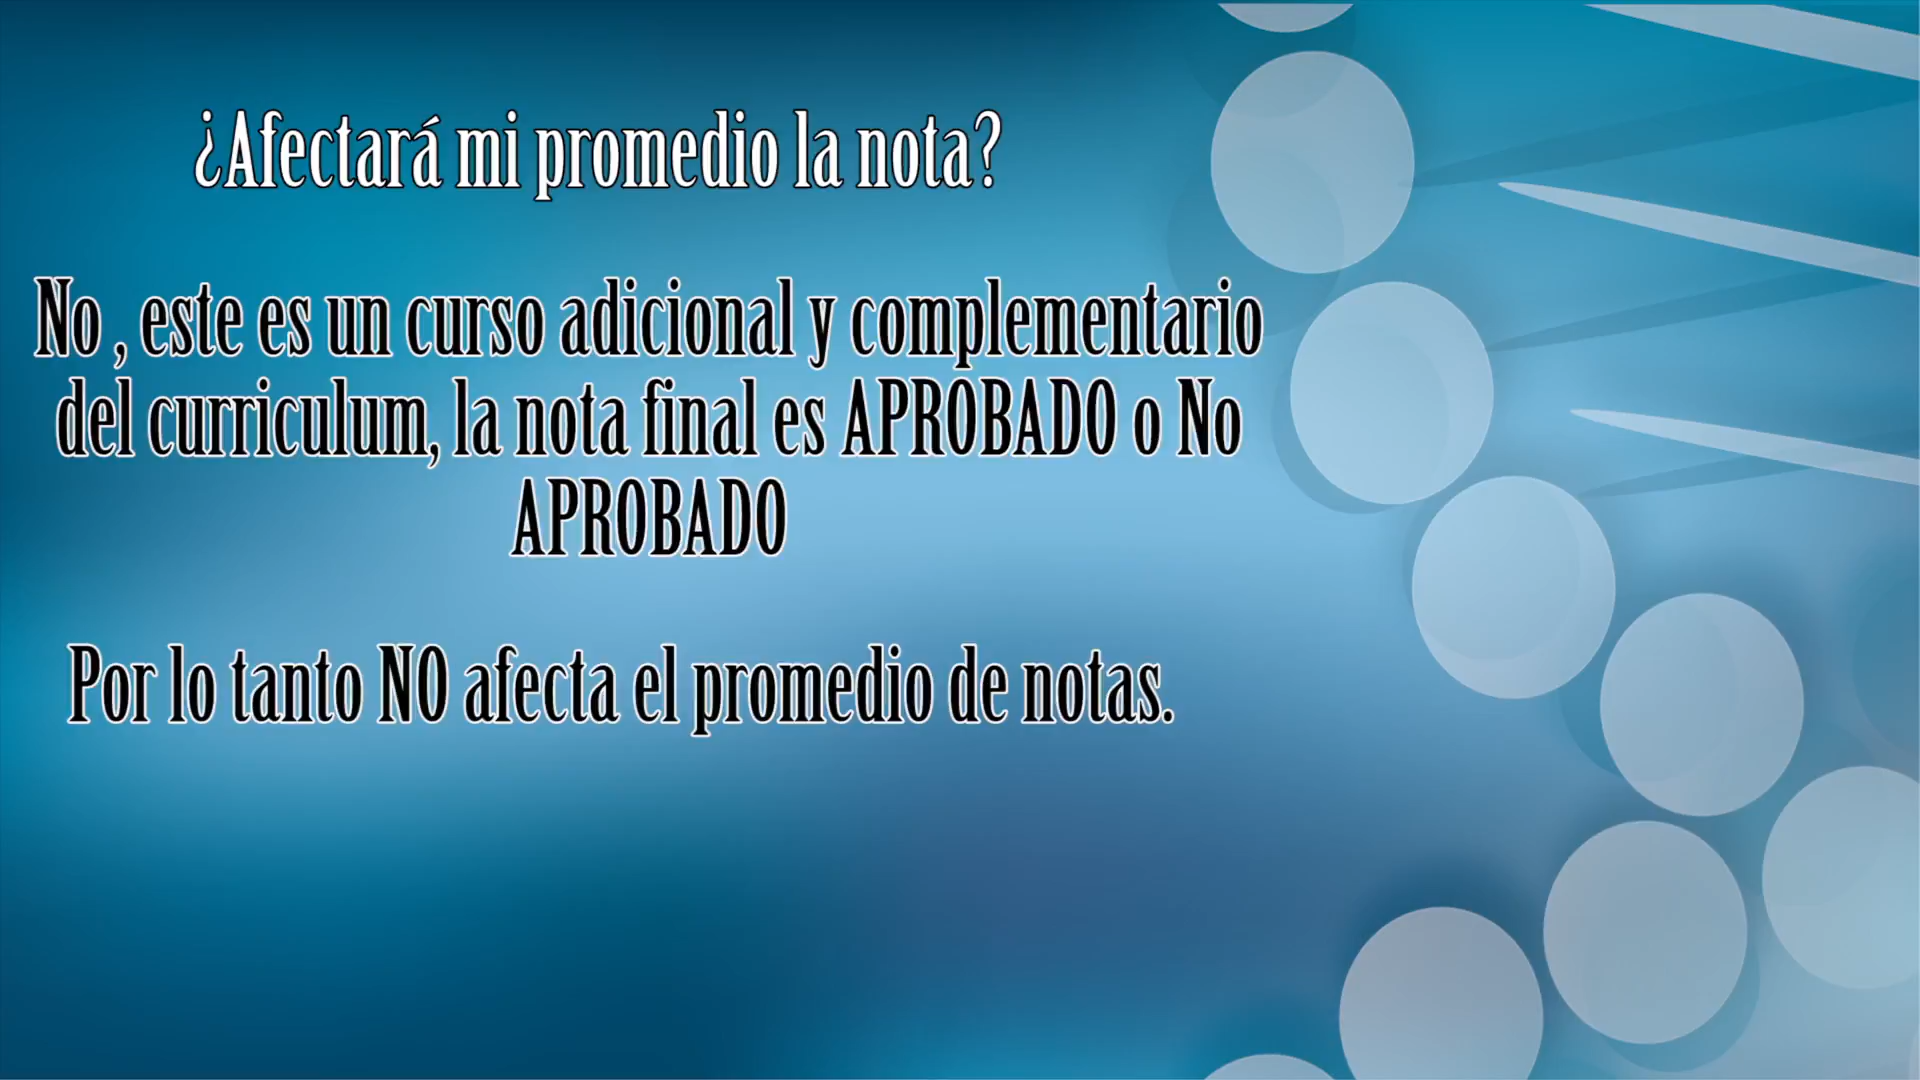 ¿Afectará mi promedio la nota?
No , este es un curso adicional y complementario
del curriculum, la nota final es APROBADO o No
APROBADO
Por lo tanto NO afecta el promedio de notas.